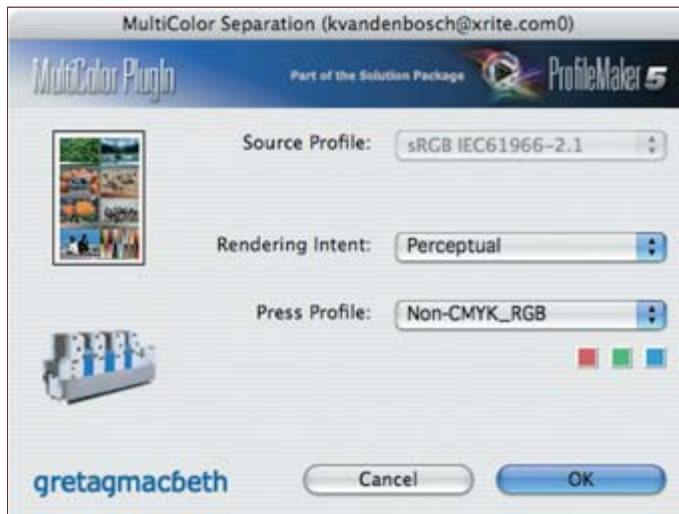 MultiColor Separation (kvandenbosch@xrite.com0)
MultiColor PlugIn
Part of the Solution Package
ProfileMaker 5
Source Profile:
sRGB IEC61966-2.1
Rendering Intent:
Perceptual
Press Profile:
Non-CMYK_RGB
gretagmacbeth
Cancel
OK